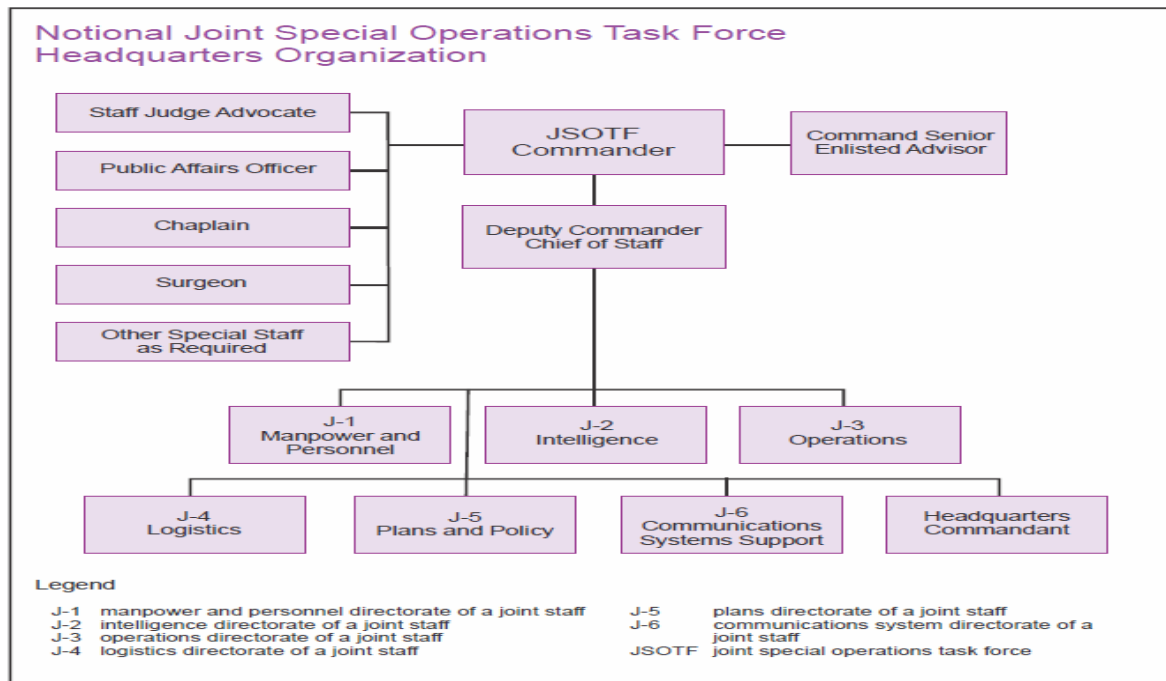 Notional Joint Special Operations Task Force
Headquarters Organization
Staff Judge Advocate
Public Affairs Officer
Chaplain
Surgeon
Other Special Staff
as Required
JSOTF
Commander
Command Senior
Enlisted Advisor
Deputy Commander
Chief of Staff
J-1
Manpower and
Personnel
J-2
Intelligence
J-3
Operations
J-4
Logistics
J-5
Plans and Policy
J-6
Communications
Systems Support
Headquarters
Commandant
Legend
J-1 manpower and personnel directorate of a joint staff
J-2 intelligence directorate of a joint staff
J-3 operations directorate of a joint staff
J-4 logistics directorate of a joint staff
J-5 plans directorate of a joint staff
J-6 communications system directorate of a
joint staff
JSOTF joint special operations task force